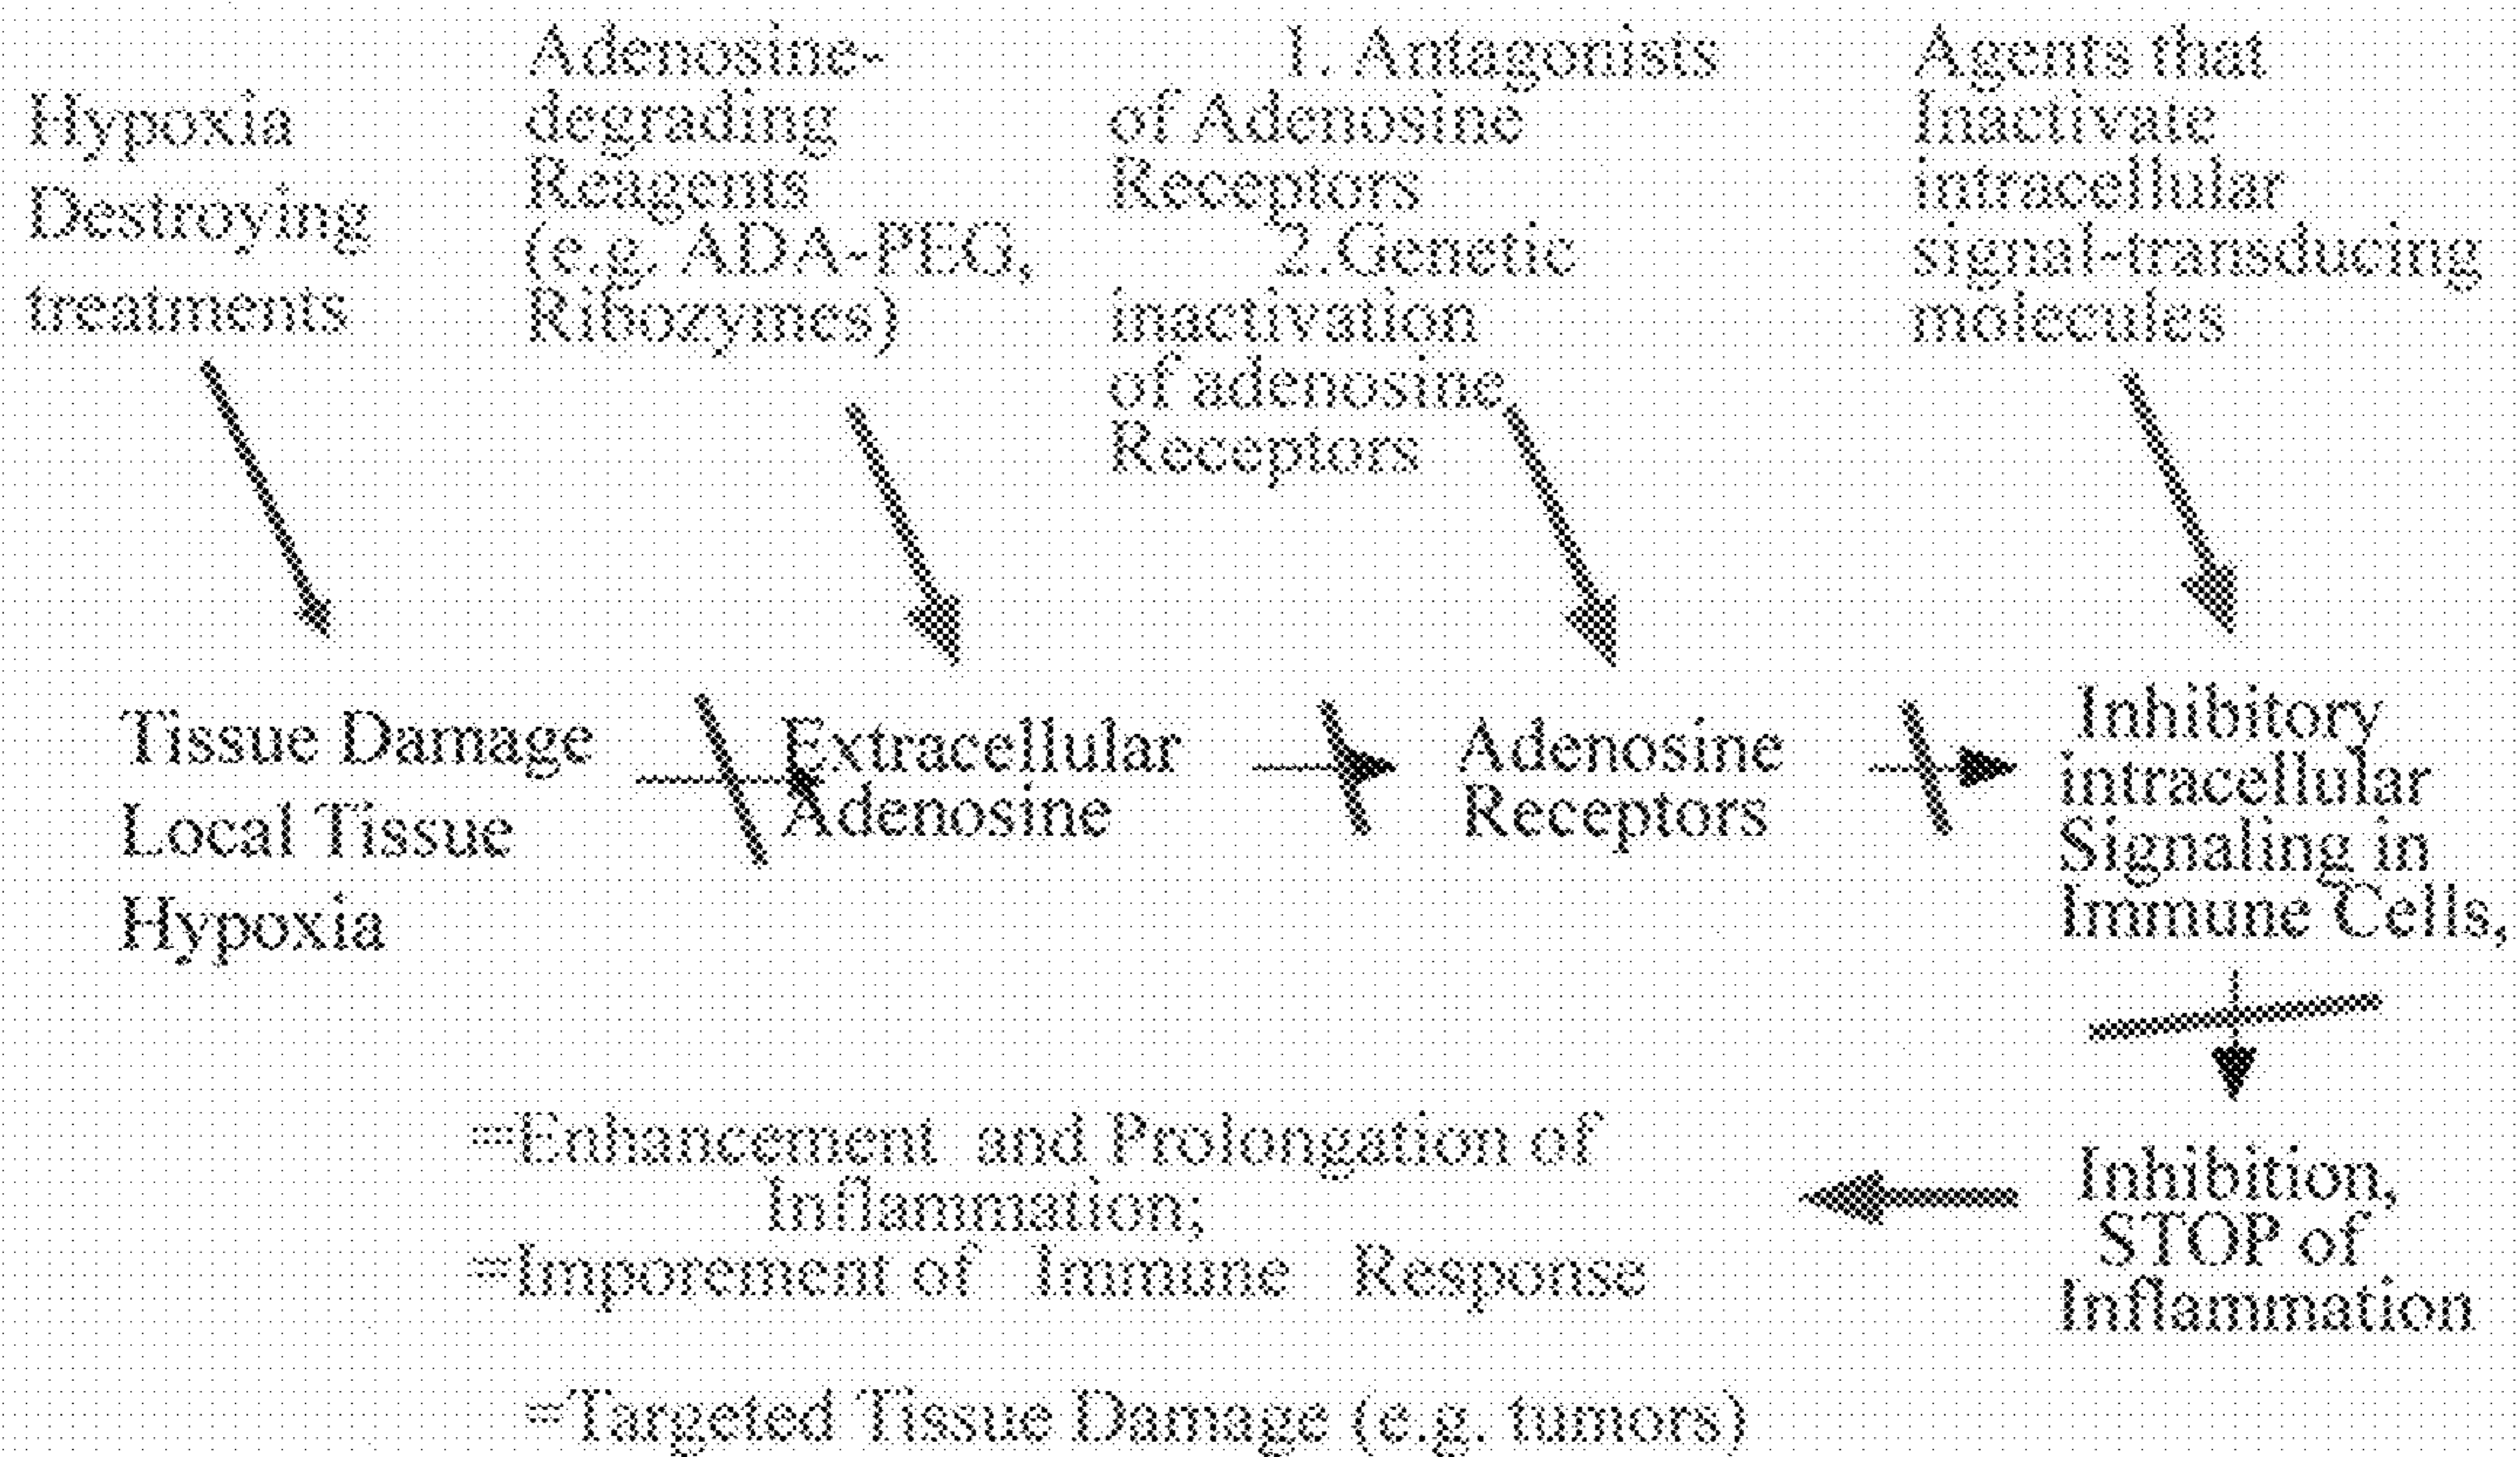 Hypoxia
Destroying
treatments
Adenosine-
degrading
Reagents
(e.g. ADA-PEG,
Ribozymes)
1. Antagonists
of Adenosine
Receptors
2.Genetic
inactivation
of adenosine
Receptors
Agents that
Inactivate
intracellular
signal-transducing
molecules
Tissue Damage
Local Tissue
Hypoxia
Extracellular
Adenosine
Adenosine
Receptors
Inhibitory
intracellular
Signaling in
Immune Cells,
Inhibition,
STOP of
Inflammation
=Enhancement and Prolongation of
Inflammation;
=Imporement of Immune Response
=Targeted Tissue Damage (e.g. tumors)